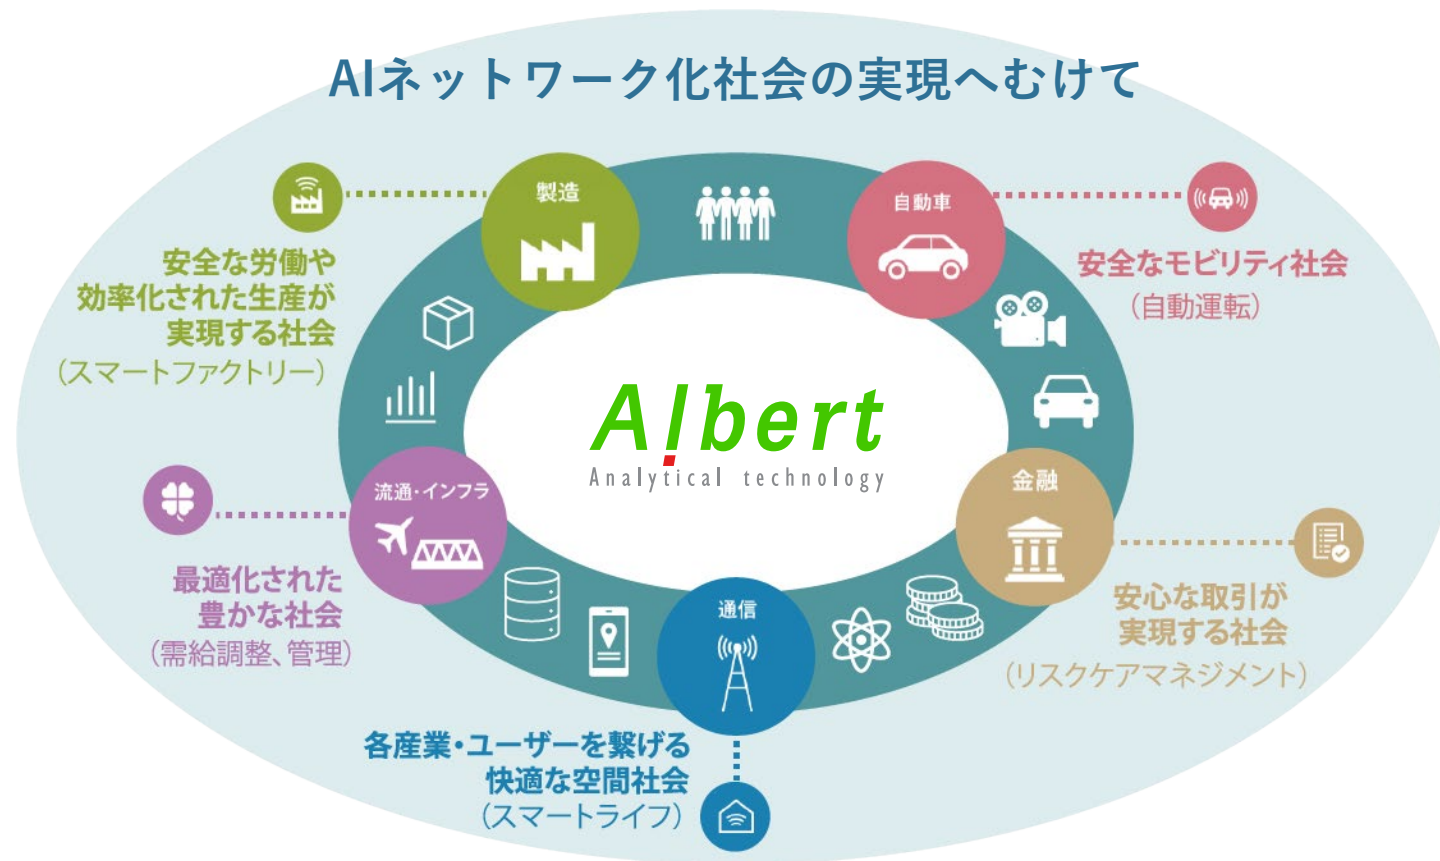 AIネットワーク化社会の実現へむけて
製造
自動車
安全な労働や
効率化された生産が
実現する社会
(スマートファクトリー)
安全なモビリティ社会
(自動運転)
Albert
Analytical technology
流通・インフラ
金融
最適化された
豊かな社会
(需給調整、管理)
通信
安心な取引が
実現する社会
(リスクケアマネジメント)
各産業・ユーザーを繋げる
快適な空間社会
(スマートライフ)